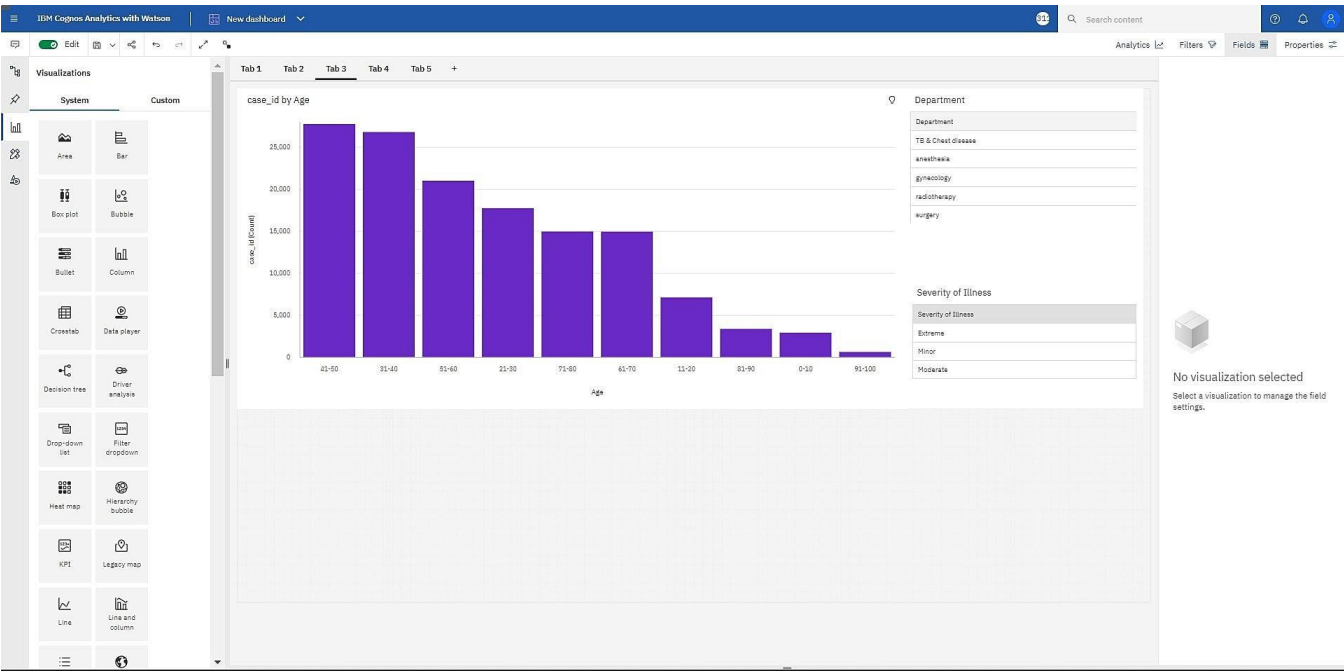 IBM Cognos Analytics with Watson
New dashboard
Search content
Edit
Analytics
Filters
Fields
Properties
Visualizations
System
Custom
Area
Bar
Box plot
Bubble
Bullet
Column
Crosstab
Data player
Decision tree
Driver
analysis
Drop-down
list
Filter
dropdown
Heat map
Hierarchy
bubble
KPI
Legacy map
Line
Line and
column
Tab 1
Tab 2
Tab 3
Tab 4
Tab 5
+
case_id by Age
case_id (Count)
25,000
20,000
15,000
10,000
5,000
0
41-50
31-40
51-60
21-30
71-80
61-70
11-20
81-90
0-10
91-100
Age
Department
Department
TB & Chest disease
anesthesia
gynecology
radiotherapy
surgery
Severity of Illness
Severity of Illness
Extreme
Minor
Moderate
No visualization selected
Select a visualization to manage the field
settings.